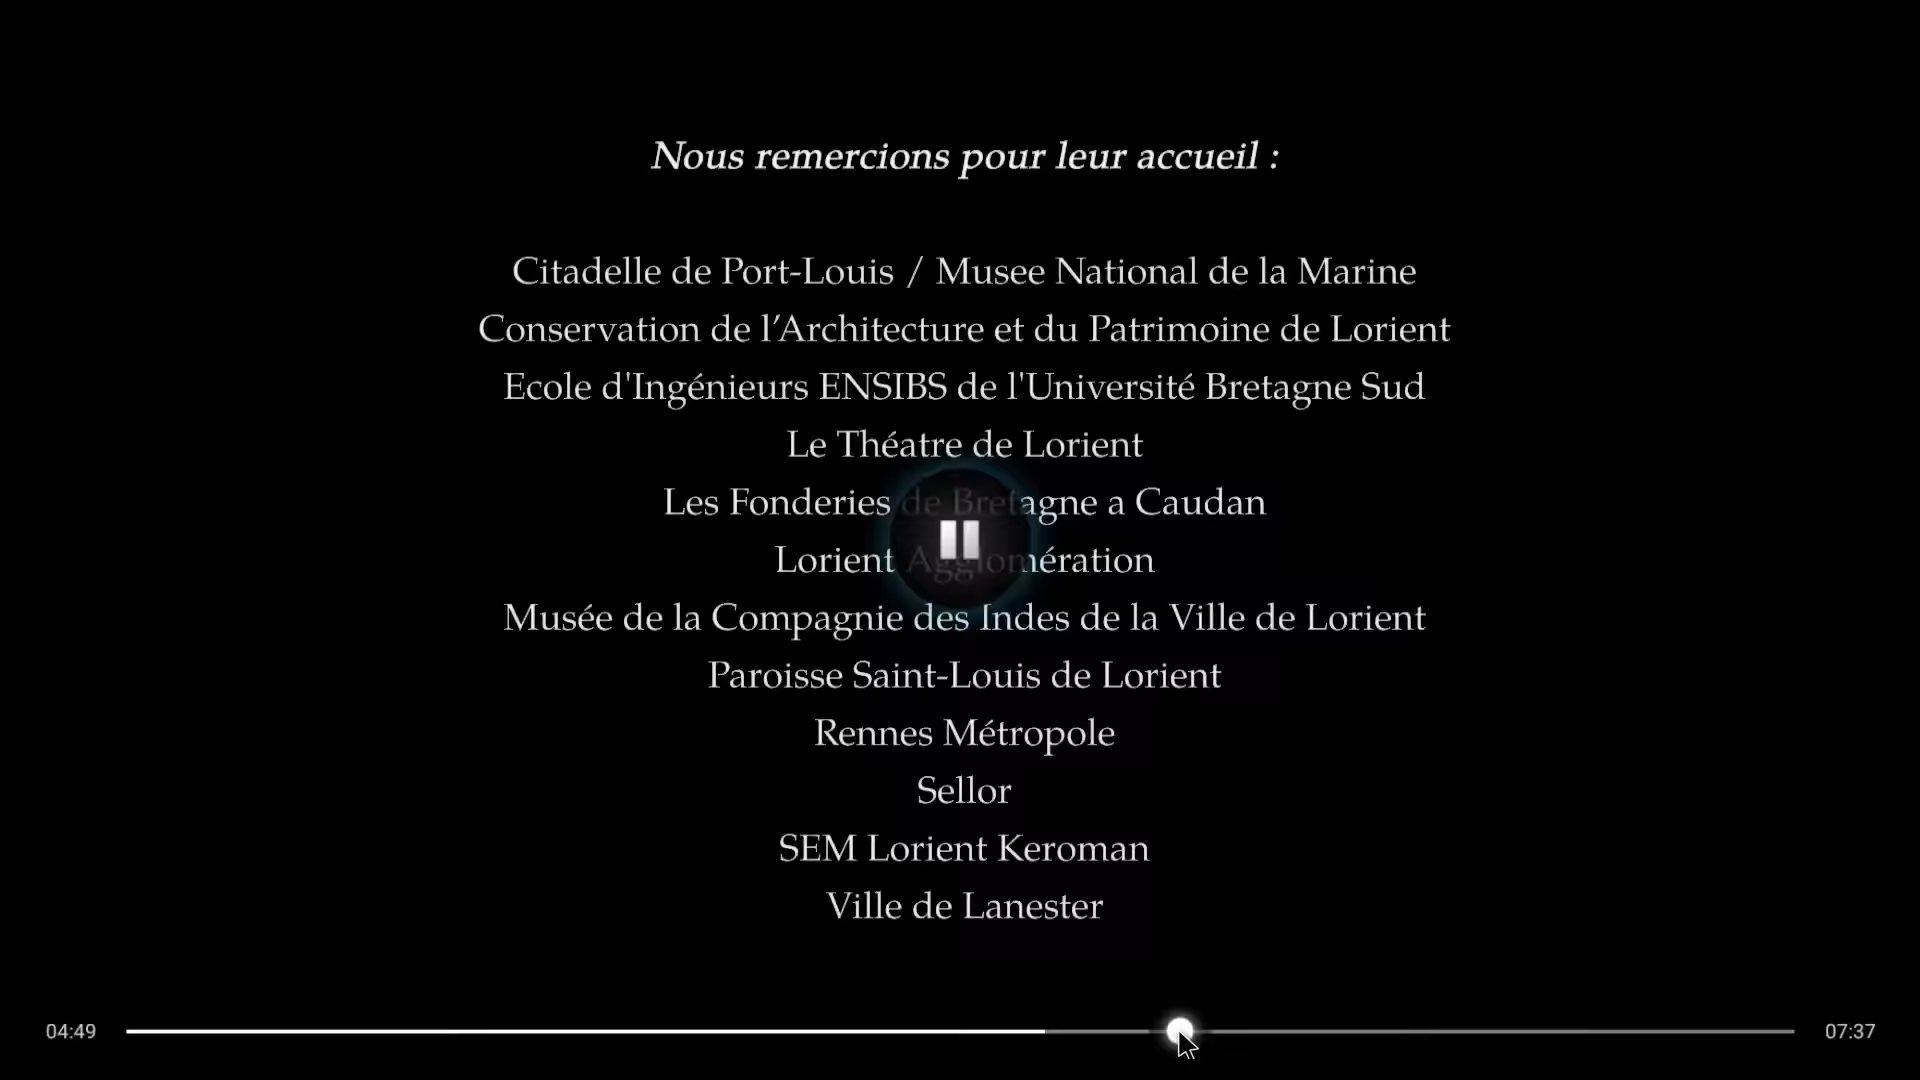 Nous remercions pour leur accueil :
Citadelle de Port-Louis / Musee National de la Marine
Conservation de l’Architecture et du Patrimoine de Lorient
Ecole d'Ingénieurs ENSIBS de l'Université Bretagne Sud
Le Théatre de Lorient
Les Fonderies de Bretagne a Caudan
Lorient Agglomération
Musée de la Compagnie des Indes de la Ville de Lorient
Paroisse Saint-Louis de Lorient
Rennes Métropole
Sellor
SEM Lorient Keroman
Ville de Lanester
04:49
07:37